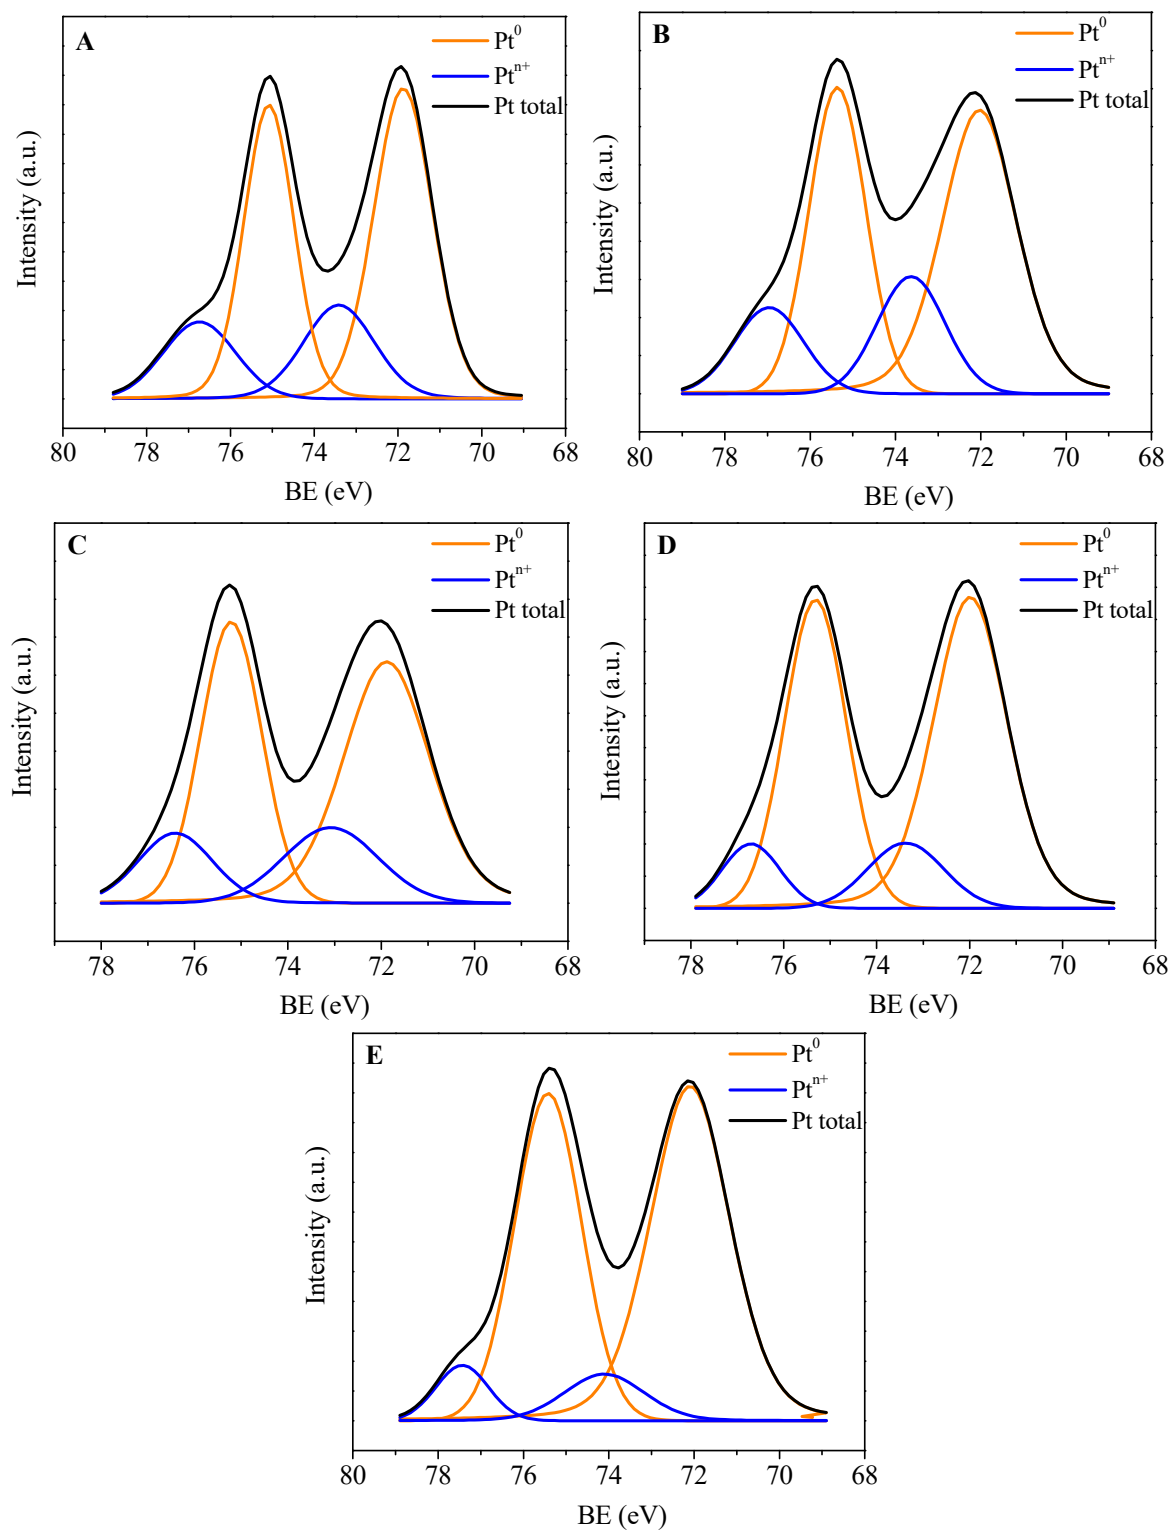 A
Pt0
Ptn+
Pt total
Intensity (a.u.)
80 78 76 74 72 70 68
BE (eV)
B
Pt0
Ptn+
Pt total
Intensity (a.u.)
80 78 76 74 72 70 68
BE (eV)
C
Pt0
Ptn+
Pt total
Intensity (a.u.)
78 76 74 72 70 68
BE (eV)
D
Pt0
Ptn+
Pt total
Intensity (a.u.)
78 76 74 72 70 68
BE (eV)
E
Pt0
Ptn+
Pt total
Intensity (a.u.)
80 78 76 74 72 70 68
BE (eV)